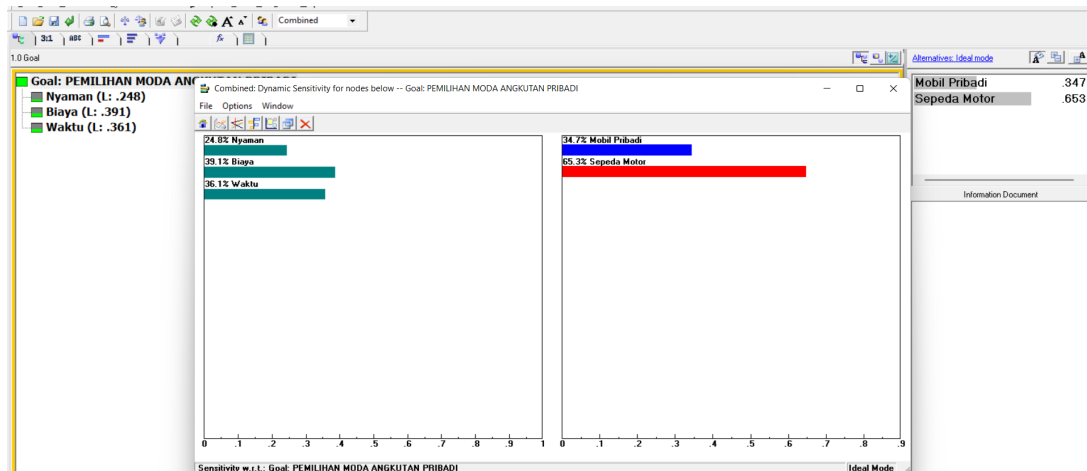 Combined
3:1
ABC
fx
1.0 Goal
Alternatives: Ideal mode
Goal: PEMILIHAN MODA
Nyaman (L: .248)
Biaya (L: .391)
Waktu (L: .361)
Mobil Pribadi .347
Sepeda Motor .653
Information Document
Combined: Dynamic Sensitivity for nodes below -- Goal: PEMILIHAN MODA ANGKUTAN PRIBADI
File Options Window
24.8% Nyaman
39.1% Biaya
36.1% Waktu
0 .1 .2 .3 .4 .5 .6 .7 .8 .9 1
34.7% Mobil Pribadi
65.3% Sepeda Motor
0 .1 .2 .3 .4 .5 .6 .7 .8 .9
Sensitivity w.r.t.: Goal: PEMILIHAN MODA ANGKUTAN PRIBADI
Ideal Mode